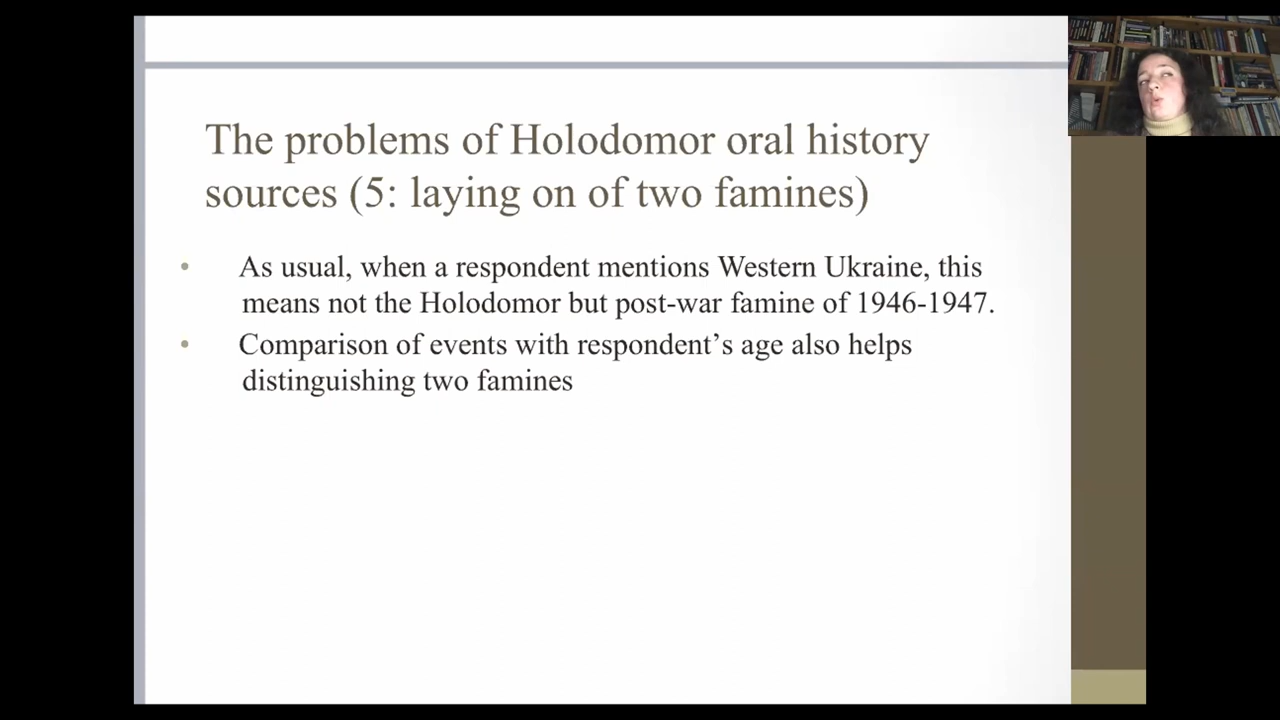 The problems of Holodomor oral history
sources (5: laying on of two famines)
• As usual, when a respondent mentions Western Ukraine, this
means not the Holodomor but post-war famine of 1946-1947.
• Comparison of events with respondent’s age also helps
distinguishing two famines